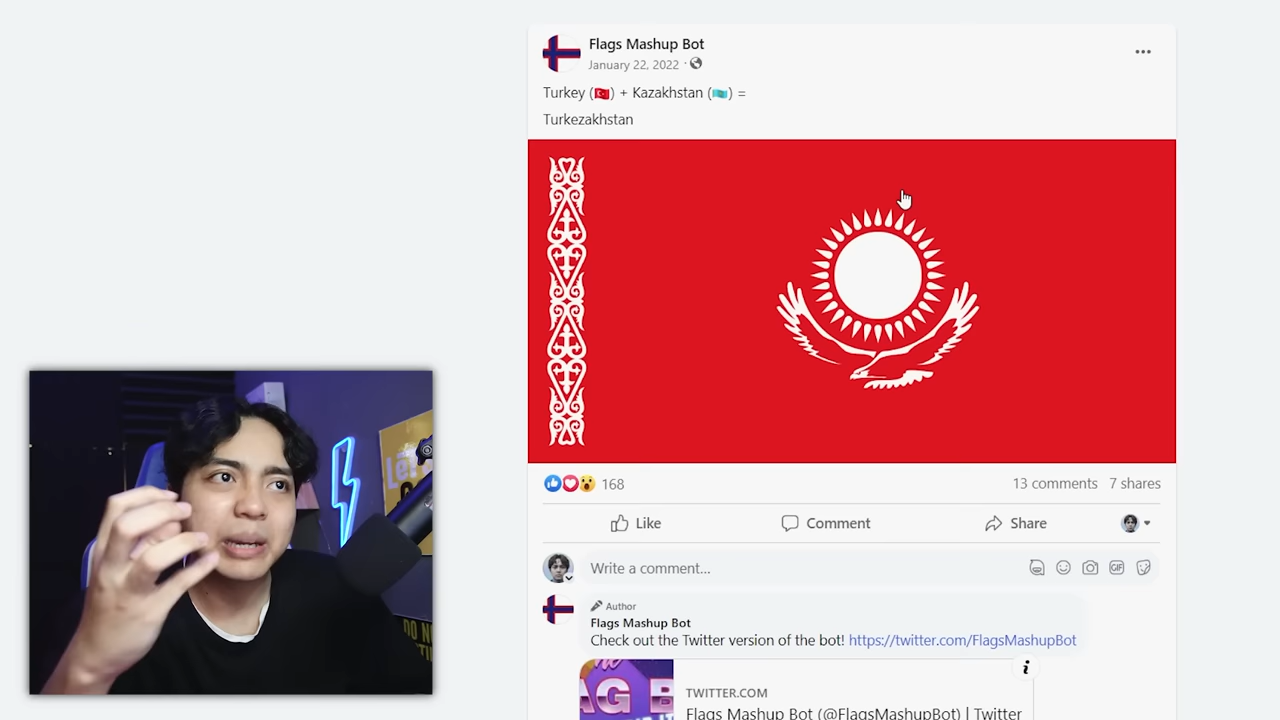 Flags Mashup Bot
January 22, 2022 ·
Turkey (🇹🇷) + Kazakhstan (🇰🇿) =
Turkezakhstan
168
13 comments 7 shares
Like Comment Share
Write a comment...
GIF
Author
Flags Mashup Bot
Check out the Twitter version of the bot! https://twitter.com/FlagsMashupBot
AG B
TWITTER.COM
Flags Mashup Bot (@FlagsMashupBot) | Twitter